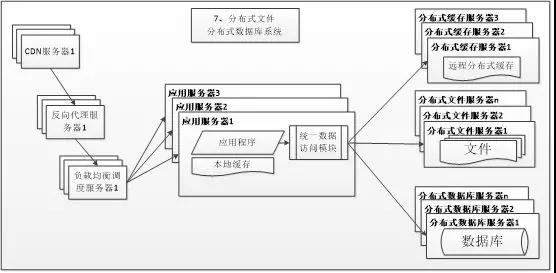 7、分布式文件
分布式数据库系统
CDN服务器1
反向代理服
务器1
负载均衡调
度服务器1
应用服务器3
应用服务器2
应用服务器1
应用程序
本地缓存
统一数据
访问模块
分布式缓存服务器3
分布式缓存服务器2
分布式缓存服务器1
远程分布式缓存
分布式文件服务器n
分布式文件服务器2
分布式文件服务器1
文件
分布式数据库服务器n
分布式数据库服务器2
分布式数据库服务器1
数据库